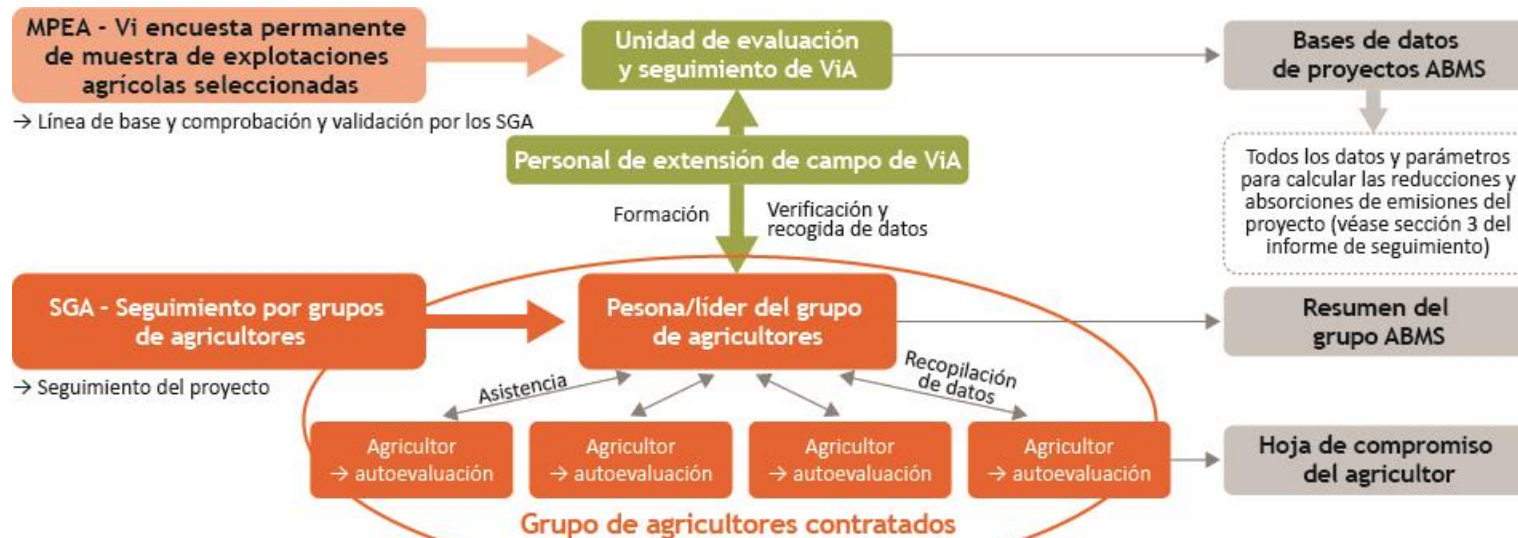 MPEA - Vi encuesta permanente
de muestra de explotaciones
agrícolas seleccionadas
→ Línea de base y comprobación y validación por los SGA
Unidad de evaluación
y seguimiento de ViA
Bases de datos
de proyectos ABMS
Personal de extensión de campo de ViA
Formación
Verificación y
recogida de datos
Todos los datos y parámetros
para calcular las reducciones y
absorciones de emisiones del
proyecto (véase sección 3 del
informe de seguimiento)
SGA - Seguimiento por grupos
de agricultores
→ Seguimiento del proyecto
Pesona/líder del grupo
de agricultores
Resumen del
grupo ABMS
Asistencia
Recopilación
de datos
Agricultor
→ autoevaluación
Agricultor
→ autoevaluación
Agricultor
→ autoevaluación
Agricultor
→ autoevaluación
Hoja de compromiso
del agricultor
Grupo de agricultores contratados